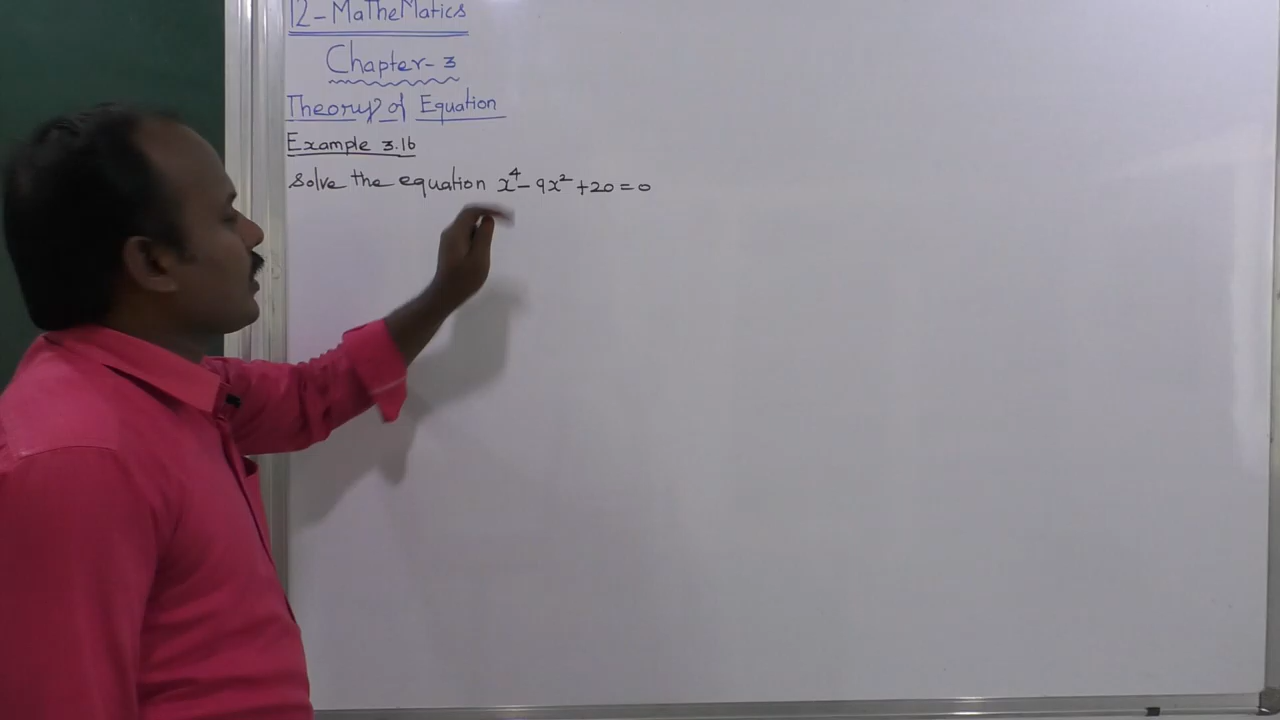 12-MaTheMatics
Chapter-3
Theory of Equation
Example 3.16
Solve the equation x⁴-9x²+20=0